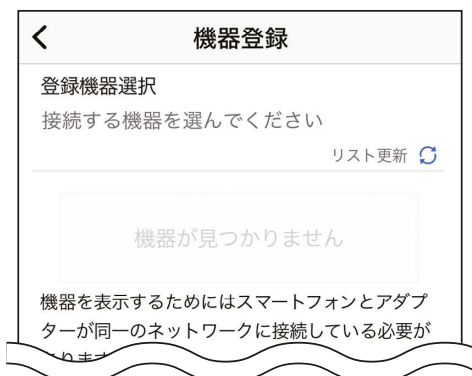 機器登録
登録機器選択
接続する機器を選んでください
リスト更新
機器が見つかりません
機器を表示するためにはスマートフォンとアダプ
ターが同一のネットワークに接続している必要が